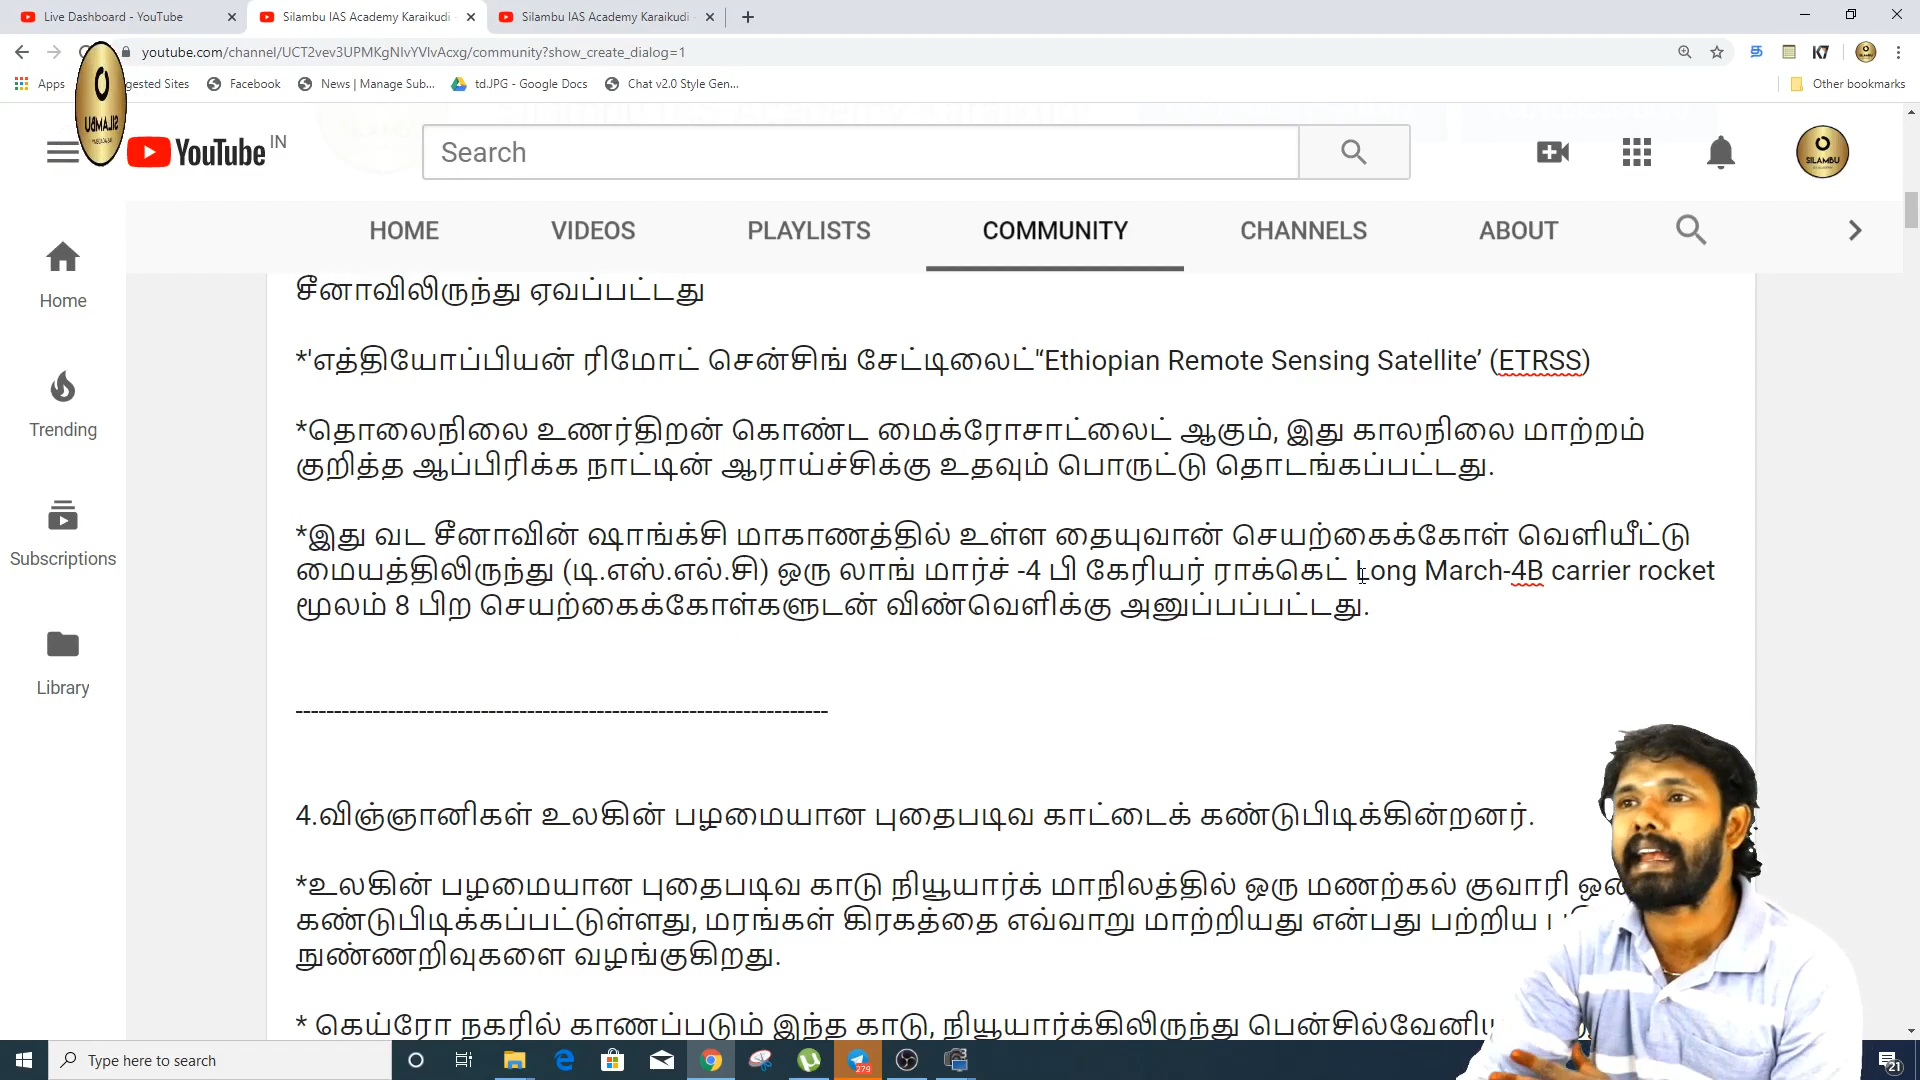 Live Dashboard - YouTube
Silambu IAS Academy Karaikudi
Silambu IAS Academy Karaikudi
youtube.com/channel/UCT2vev3UPMKgNIvYVIvAcxg/community?show_create_dialog=1
Apps
gested Sites
Facebook
News | Manage Sub...
td.JPG - Google Docs
Chat v2.0 Style Gen...
Other bookmarks
K7
SILAMBU
YouTube IN
Search
SILAMBU
HOME
VIDEOS
PLAYLISTS
COMMUNITY
CHANNELS
ABOUT
Home
Trending
Subscriptions
Library
சீனாவிலிருந்து ஏவப்பட்டது
*'எத்தியோப்பியன் ரிமோட் சென்சிங் சேட்டிலைட்“Ethiopian Remote Sensing Satellite’ (ETRSS)
*தொலைநிலை உணர்திறன் கொண்ட மைக்ரோசாட்லைட் ஆகும், இது காலநிலை மாற்றம்
குறித்த ஆப்பிரிக்க நாட்டின் ஆராய்ச்சிக்கு உதவும் பொருட்டு தொடங்கப்பட்டது.
*இது வட சீனாவின் ஷாங்க்சி மாகாணத்தில் உள்ள தையுவான் செயற்கைக்கோள் வெளியீட்டு
மையத்திலிருந்து (டி.எஸ்.எல்.சி) ஒரு லாங் மார்ச் -4 பி கேரியர் ராக்கெட் Long March-4B carrier rocket
மூலம் 8 பிற செயற்கைக்கோள்களுடன் விண்வெளிக்கு அனுப்பப்பட்டது.
----------------------------------------------------------------------
4.விஞ்ஞானிகள் உலகின் பழமையான புதைபடிவ காட்டைக் கண்டுபிடிக்கின்றனர்.
*உலகின் பழமையான புதைபடிவ காடு நியூயார்க் மாநிலத்தில் ஒரு மணற்கல் குவாரி
கண்டுபிடிக்கப்பட்டுள்ளது, மரங்கள் கிரகத்தை எவ்வாறு மாற்றியது என்பது பற்றிய
நுண்ணறிவுகளை வழங்குகிறது.
* கெய்ரோ நகரில் காணப்படும் இந்த காடு, நியூயார்க்கிலிருந்து
Type here to search
279
21